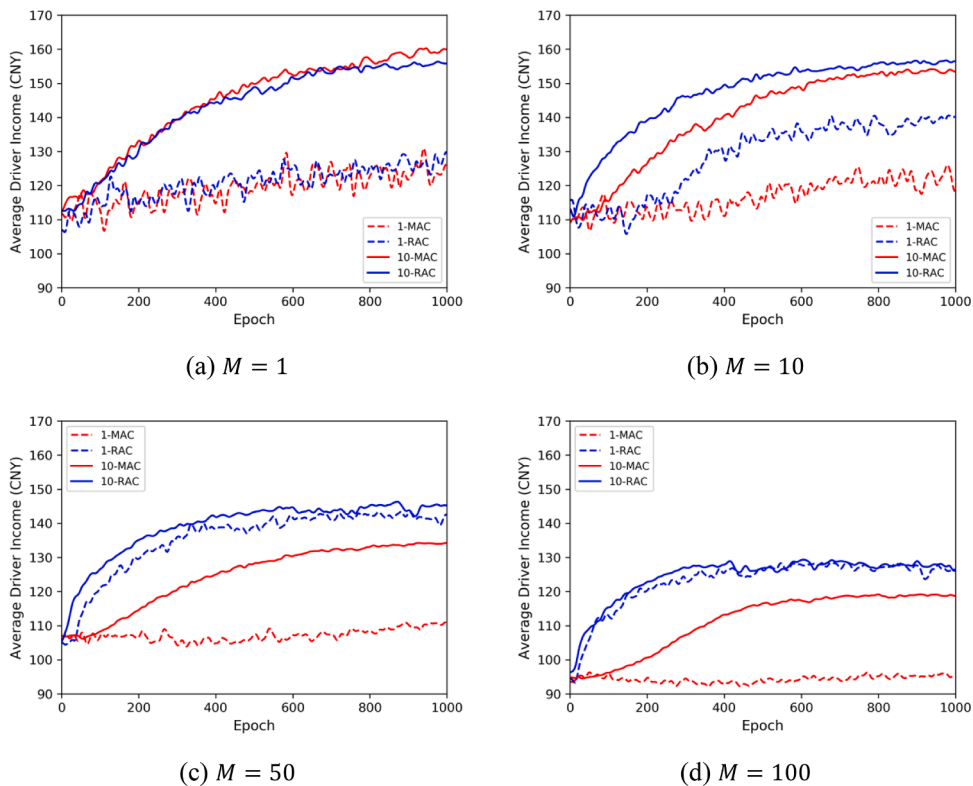 170
160
150
140
130
120
110
100
90
Average Driver Income (CNY)
1-MAC
1-RAC
10-MAC
10-RAC
0 200 400 600 800 1000
Epoch
(a) M = 1
170
160
150
140
130
120
110
100
90
Average Driver Income (CNY)
1-MAC
1-RAC
10-MAC
10-RAC
0 200 400 600 800 1000
Epoch
(b) M = 10
170
160
150
140
130
120
110
100
90
Average Driver Income (CNY)
1-MAC
1-RAC
10-MAC
10-RAC
0 200 400 600 800 1000
Epoch
(c) M = 50
170
160
150
140
130
120
110
100
90
Average Driver Income (CNY)
1-MAC
1-RAC
10-MAC
10-RAC
0 200 400 600 800 1000
Epoch
(d) M = 100